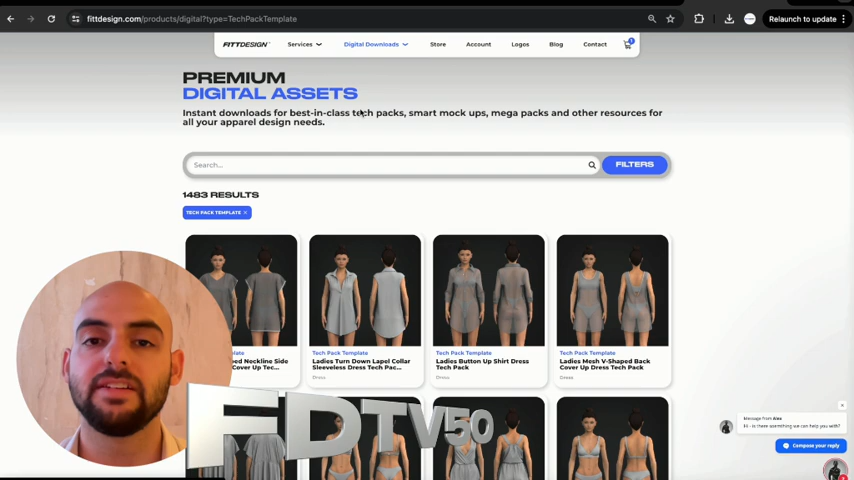 fittdesign.com/products/digital?type=TechPackTemplate
Relaunch to update
FITTDESIGN
Services
Digital Downloads
Store
Account
Logos
Blog
Contact
1
PREMIUM
DIGITAL ASSETS
Instant downloads for best-in-class tech packs, smart mock ups, mega packs and other resources for
all your apparel design needs.
Search...
FILTERS
1483 RESULTS
TECH PACK TEMPLATE ×
Template
ed Neckline Side
Cover Up Tec...
Tech Pack Template
Ladies Turn Down Lapel Collar
Sleeveless Dress Tech Pac...
Dress
Tech Pack Template
Ladies Button Up Shirt Dress
Tech Pack
Dress
Tech Pack Template
Ladies Mesh V-Shaped Back
Cover Up Dress Tech Pack
Dress
FDTV50
Message from Alex
Hi - is there something we can help you with?
Compose your reply